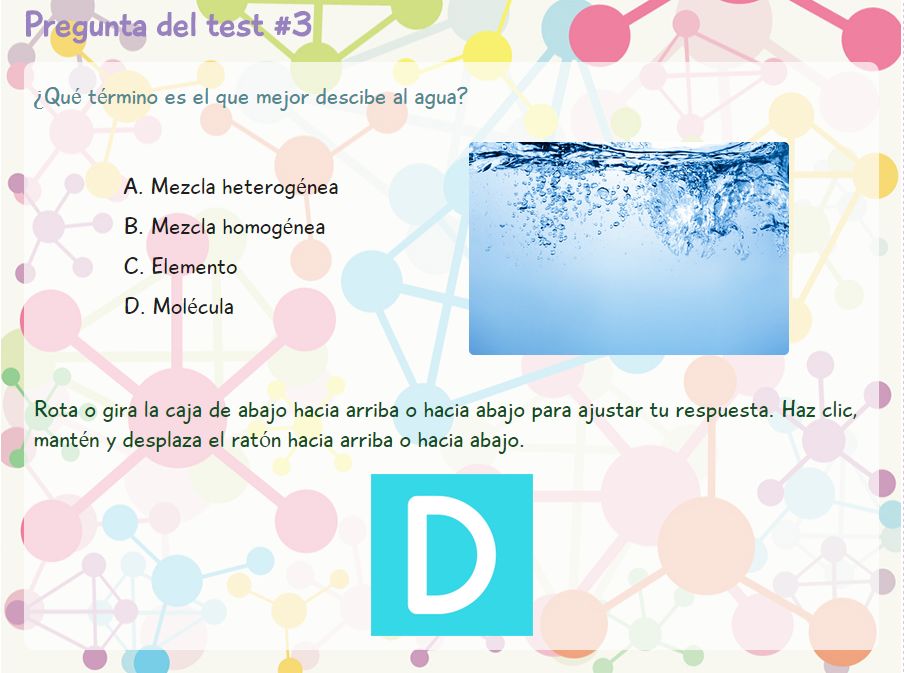 Pregunta del test #3
¿Qué término es el que mejor descibe al agua?
A. Mezcla heterogénea
B. Mezcla homogénea
C. Elemento
D. Molécula
Rota o gira la caja de abajo hacia arriba o hacia abajo para ajustar tu respuesta. Haz clic,
mantén y desplaza el ratón hacia arriba o hacia abajo.
D